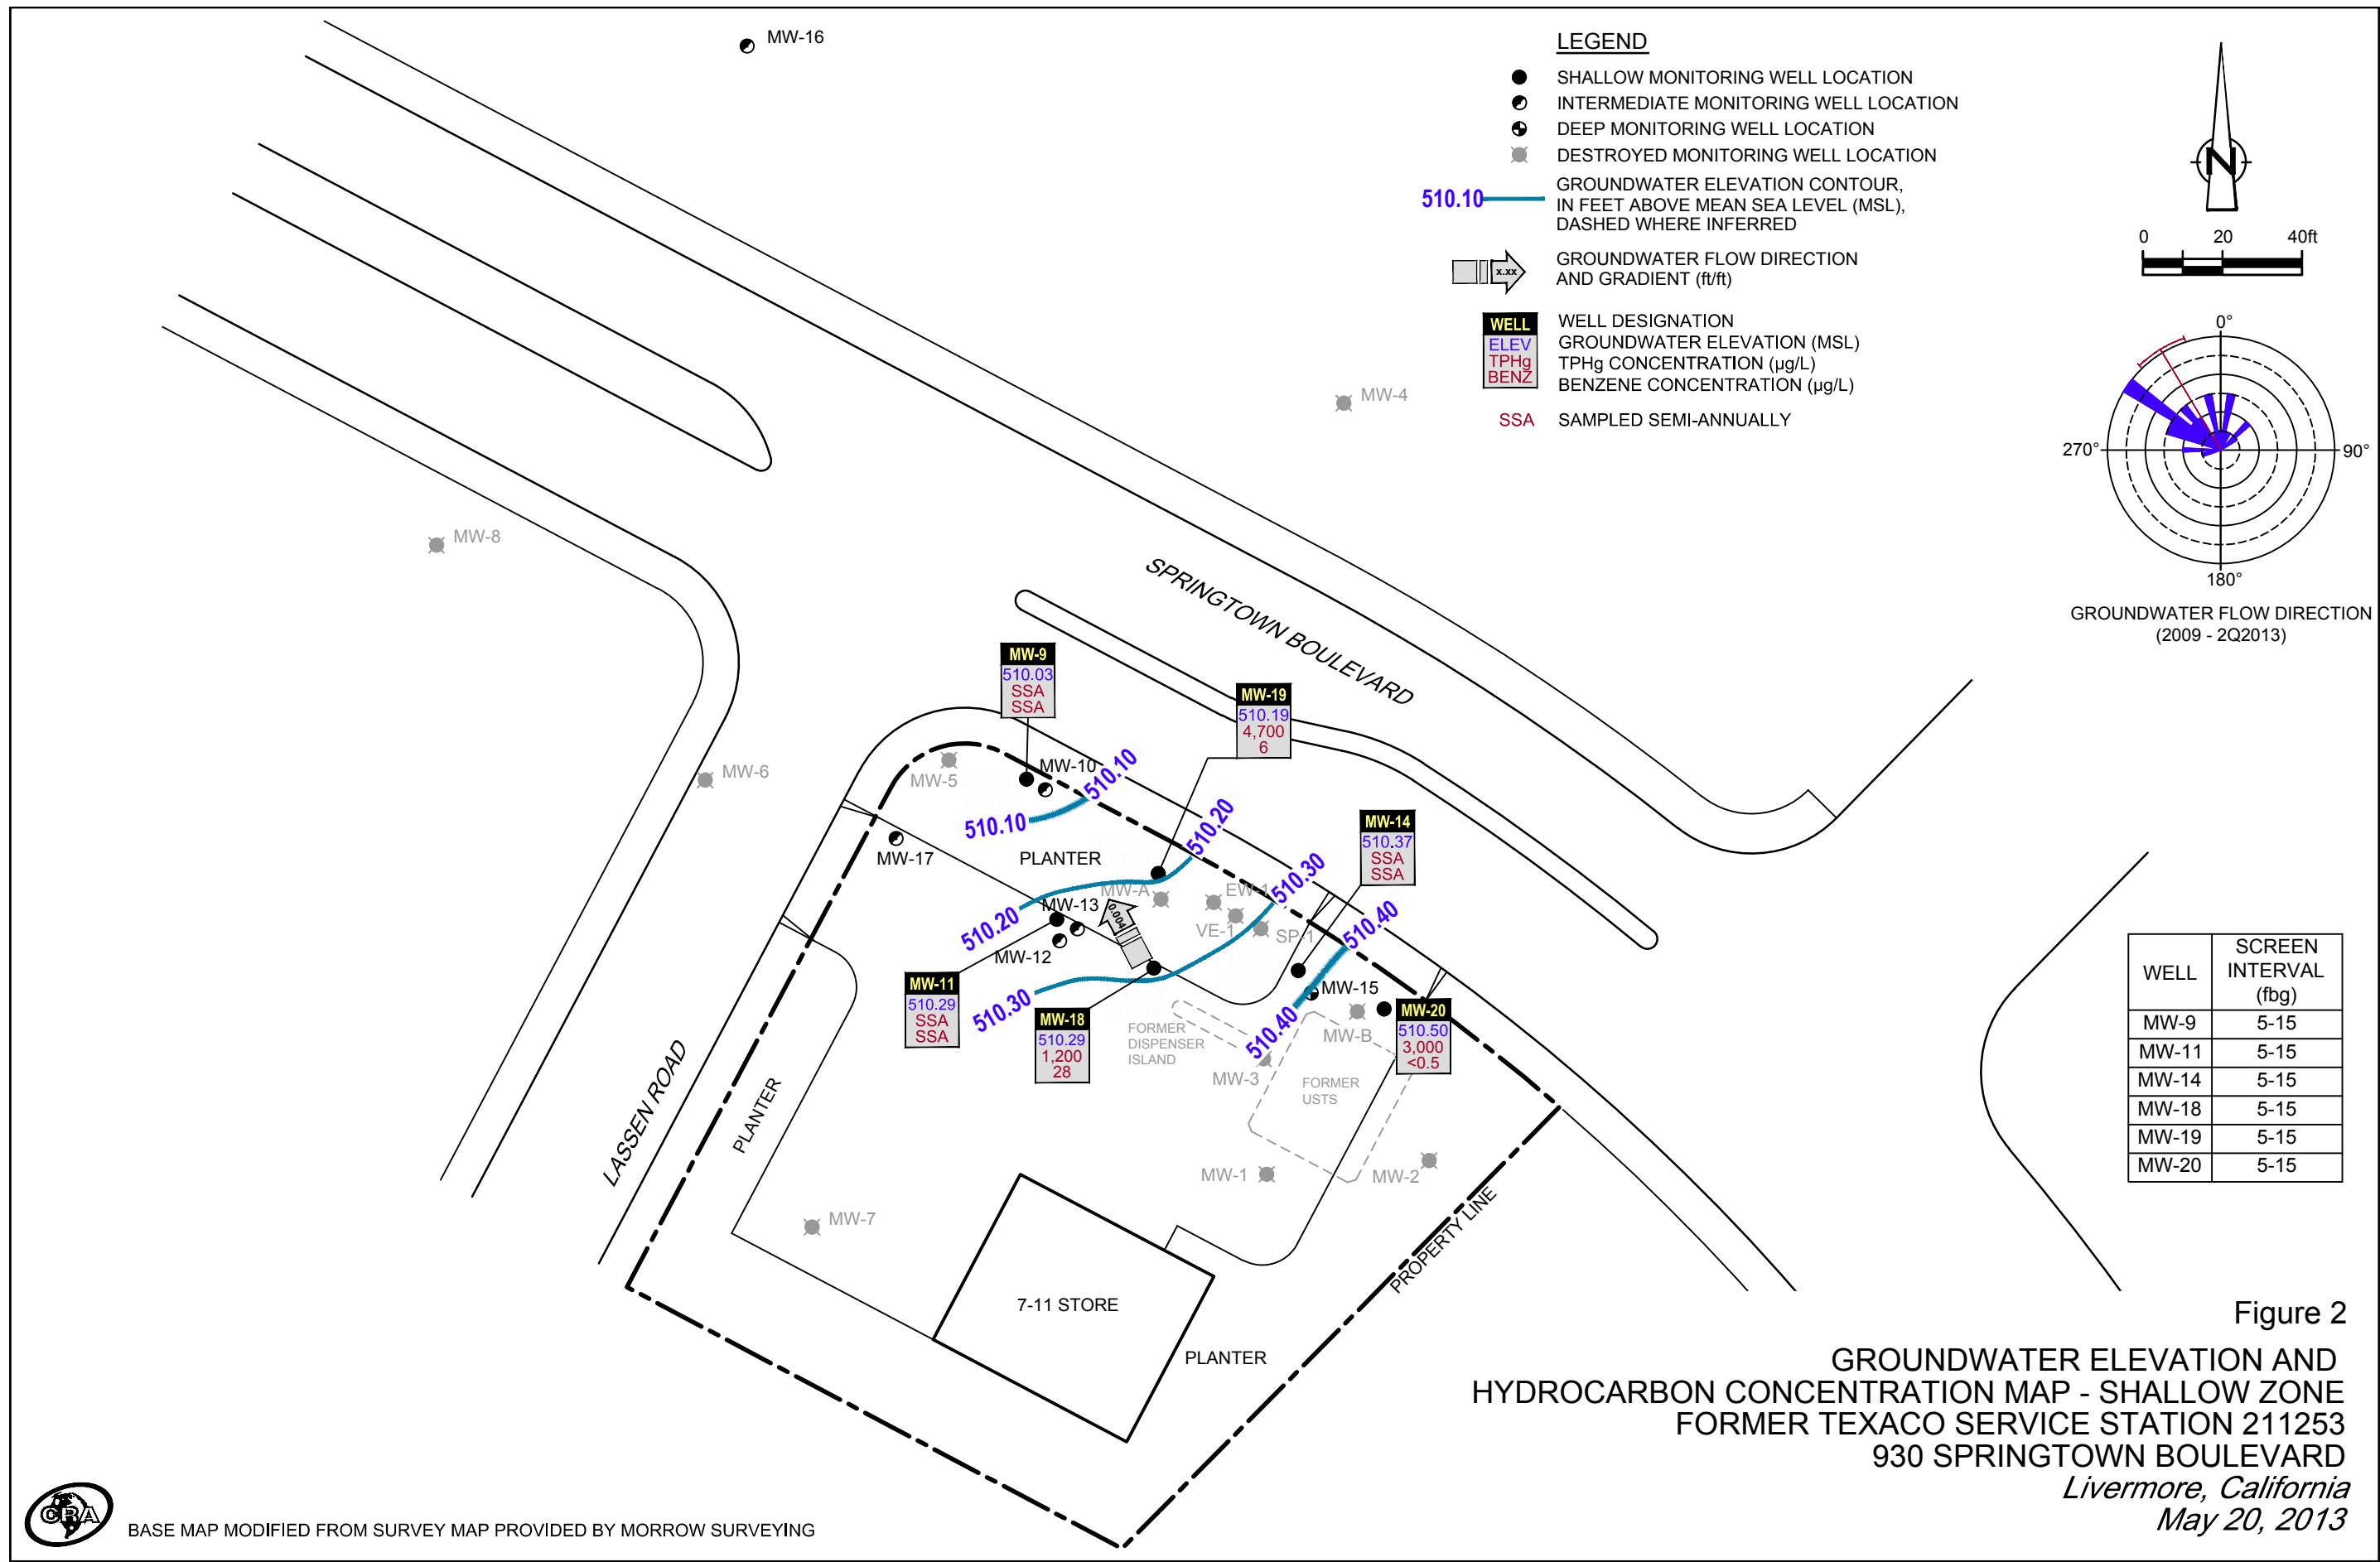 MW-16
LEGEND
SHALLOW MONITORING WELL LOCATION
INTERMEDIATE MONITORING WELL LOCATION
DEEP MONITORING WELL LOCATION
DESTROYED MONITORING WELL LOCATION
510.10
GROUNDWATER ELEVATION CONTOUR,
IN FEET ABOVE MEAN SEA LEVEL (MSL),
DASHED WHERE INFERRED
x.xx
GROUNDWATER FLOW DIRECTION
AND GRADIENT (ft/ft)
WELL
ELEV
TPHg
BENZ
WELL DESIGNATION
GROUNDWATER ELEVATION (MSL)
TPHg CONCENTRATION (µg/L)
BENZENE CONCENTRATION (µg/L)
SSA SAMPLED SEMI-ANNUALLY
N
0 20 40ft
0°
270° 90°
180°
GROUNDWATER FLOW DIRECTION
(2009 - 2Q2013)
MW-4
MW-8
SPRINGTOWN BOULEVARD
MW-9
510.03
SSA
SSA
MW-19
510.19
4,700
6
MW-6
MW-5
MW-10
510.10
510.10
MW-14
510.37
SSA
SSA
510.20
MW-17
PLANTER
510.30
MW-A
EW-1
MW-13
0.004
510.20
VE-1
SP-1
510.40
MW-12
MW-11
510.29
SSA
SSA
510.30
MW-15
MW-18
510.29
1,200
28
FORMER
DISPENSER
ISLAND
510.40
MW-B
MW-20
510.50
3,000
<0.5
MW-3
FORMER
USTS
LASSEN ROAD
PLANTER
MW-1
MW-2
MW-7
PROPERTY LINE
7-11 STORE
PLANTER
WELL SCREEN INTERVAL (fbg)
MW-9 5-15
MW-11 5-15
MW-14 5-15
MW-18 5-15
MW-19 5-15
MW-20 5-15
Figure 2
GROUNDWATER ELEVATION AND
HYDROCARBON CONCENTRATION MAP - SHALLOW ZONE
FORMER TEXACO SERVICE STATION 211253
930 SPRINGTOWN BOULEVARD
Livermore, California
May 20, 2013
CRA
BASE MAP MODIFIED FROM SURVEY MAP PROVIDED BY MORROW SURVEYING